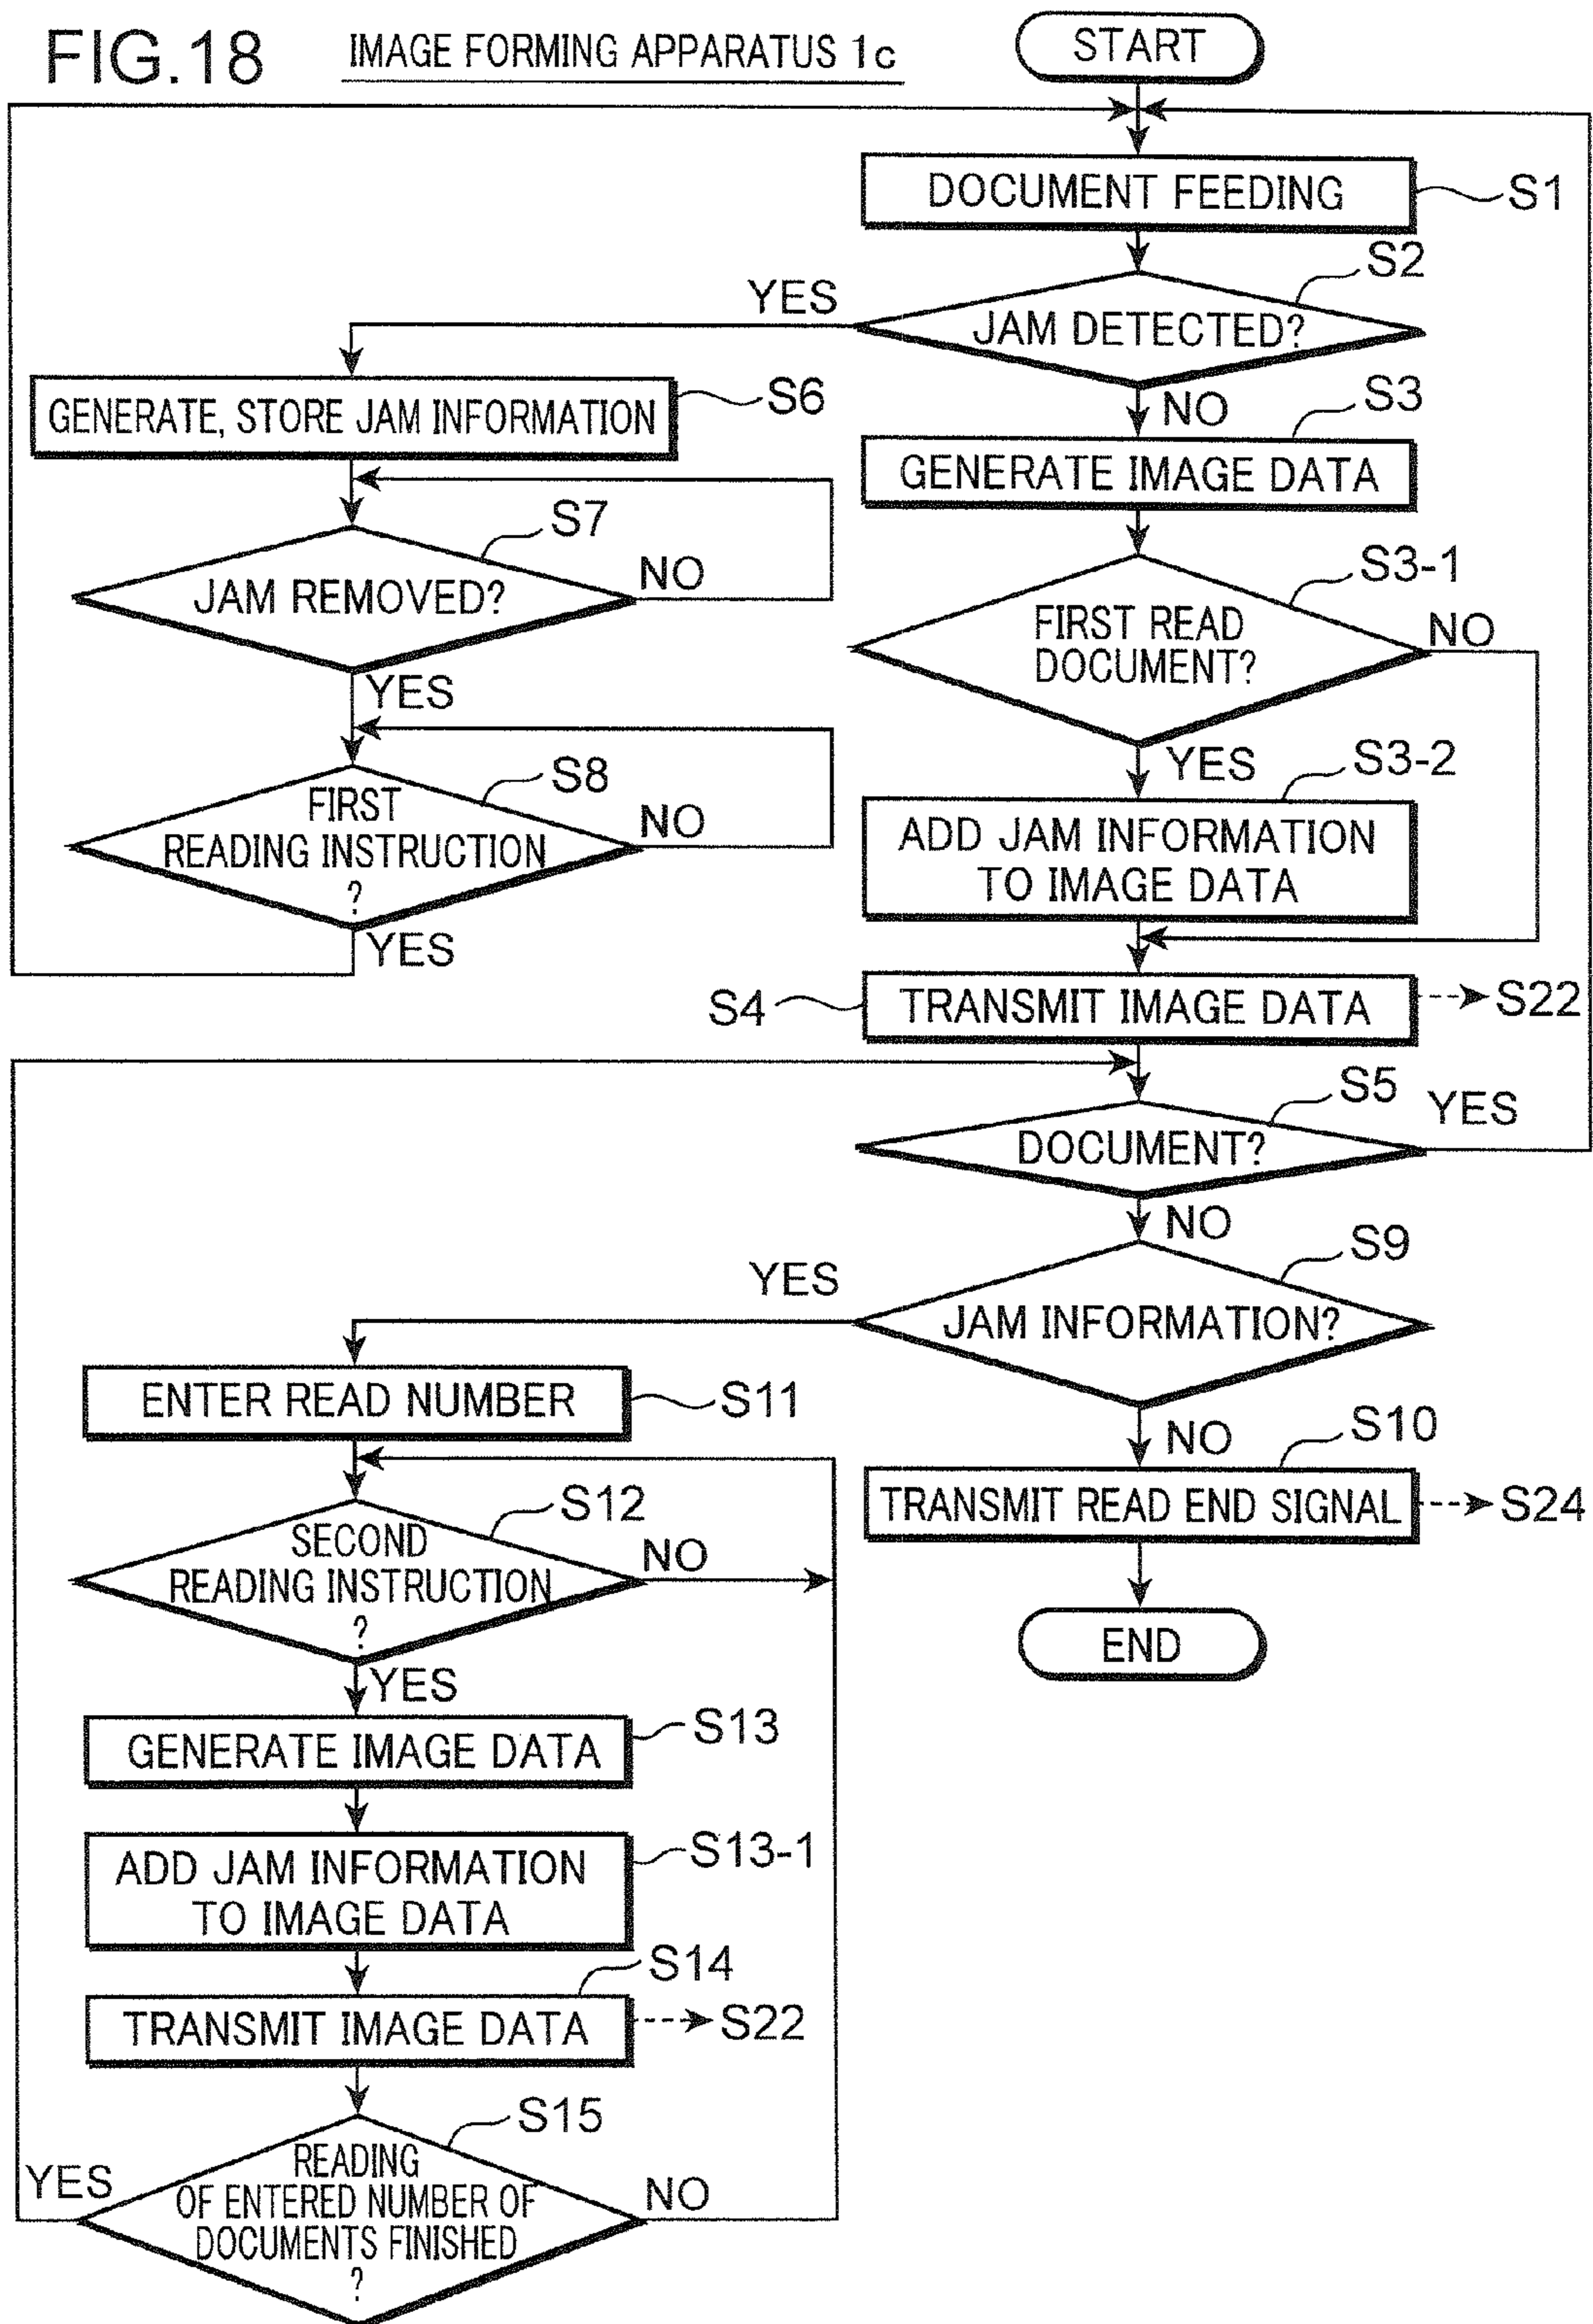 FIG.18
IMAGE FORMING APPARATUS 1c
START
DOCUMENT FEEDING
S1
S2
JAM DETECTED?
YES
NO
GENERATE, STORE JAM INFORMATION
S6
S3
GENERATE IMAGE DATA
S7
JAM REMOVED?
NO
YES
S3-1
FIRST READ
DOCUMENT?
NO
YES
S8
FIRST
READING INSTRUCTION
?
NO
YES
S3-2
ADD JAM INFORMATION
TO IMAGE DATA
S4
TRANSMIT IMAGE DATA
S22
S5
DOCUMENT?
YES
NO
S9
JAM INFORMATION?
YES
NO
ENTER READ NUMBER
S11
S10
TRANSMIT READ END SIGNAL
S24
END
S12
SECOND
READING INSTRUCTION
?
NO
YES
S13
GENERATE IMAGE DATA
S13-1
ADD JAM INFORMATION
TO IMAGE DATA
S14
TRANSMIT IMAGE DATA
S22
S15
READING
OF ENTERED NUMBER OF
DOCUMENTS FINISHED
?
YES
NO